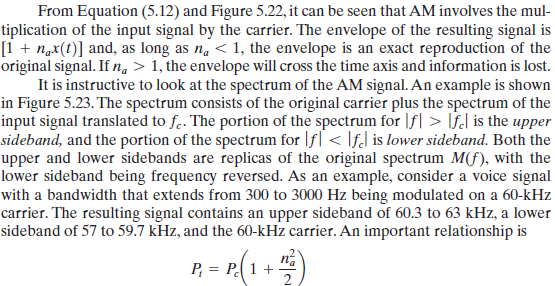 From Equation (5.12) and Figure 5.22, it can be seen that AM involves the mul-
tiplication of the input signal by the carrier. The envelope of the resulting signal is
[1 + nₐx(t)] and, as long as nₐ < 1, the envelope is an exact reproduction of the
original signal. If nₐ > 1, the envelope will cross the time axis and information is lost.
It is instructive to look at the spectrum of the AM signal. An example is shown
in Figure 5.23. The spectrum consists of the original carrier plus the spectrum of the
input signal translated to f_c. The portion of the spectrum for |f| > |f_c| is the upper
sideband, and the portion of the spectrum for |f| < |f_c| is lower sideband. Both the
upper and lower sidebands are replicas of the original spectrum M(f), with the
lower sideband being frequency reversed. As an example, consider a voice signal
with a bandwidth that extends from 300 to 3000 Hz being modulated on a 60-kHz
carrier. The resulting signal contains an upper sideband of 60.3 to 63 kHz, a lower
sideband of 57 to 59.7 kHz, and the 60-kHz carrier. An important relationship is
P_t = P_c(1 + nₐ²/2)